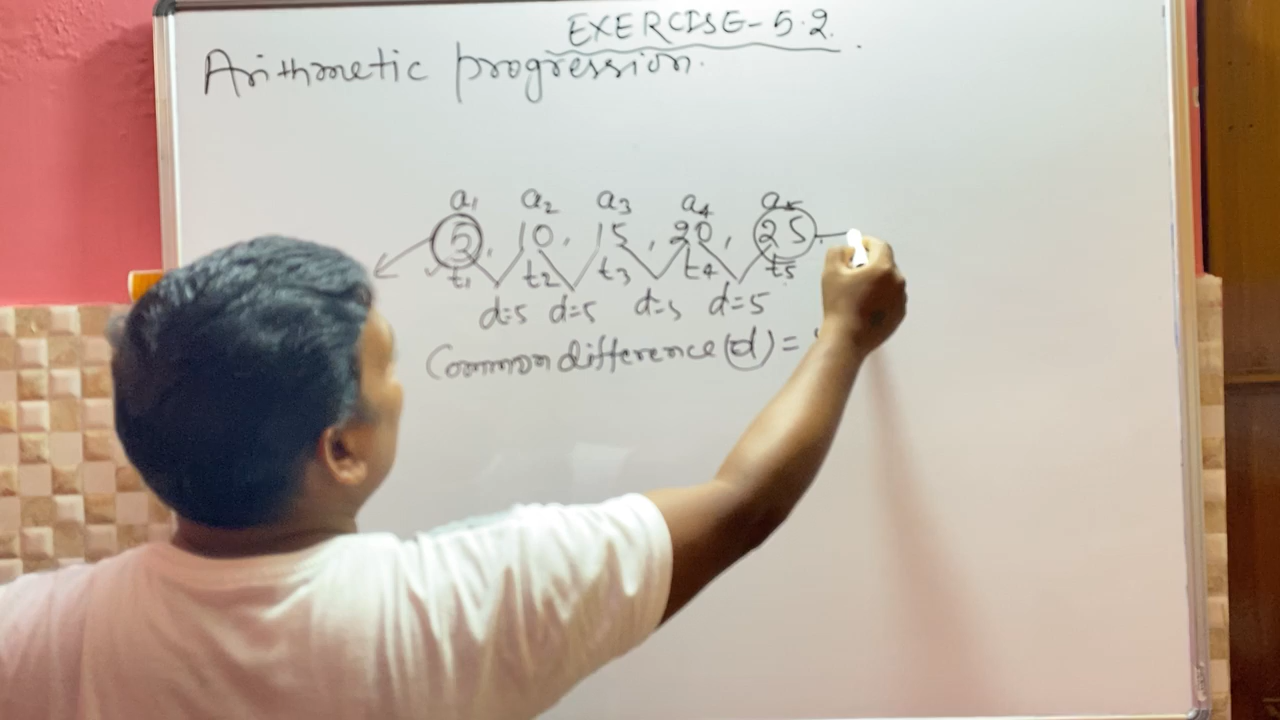 EXERCISE-5.2.
Arithmetic progression.
a₁ a₂ a₃ a₄ a₅
5, 10, 15, 20, 25
t₁ t₂ t₃ t₄ t₅
d=5 d=5 d=5 d=5
Common difference (d) =